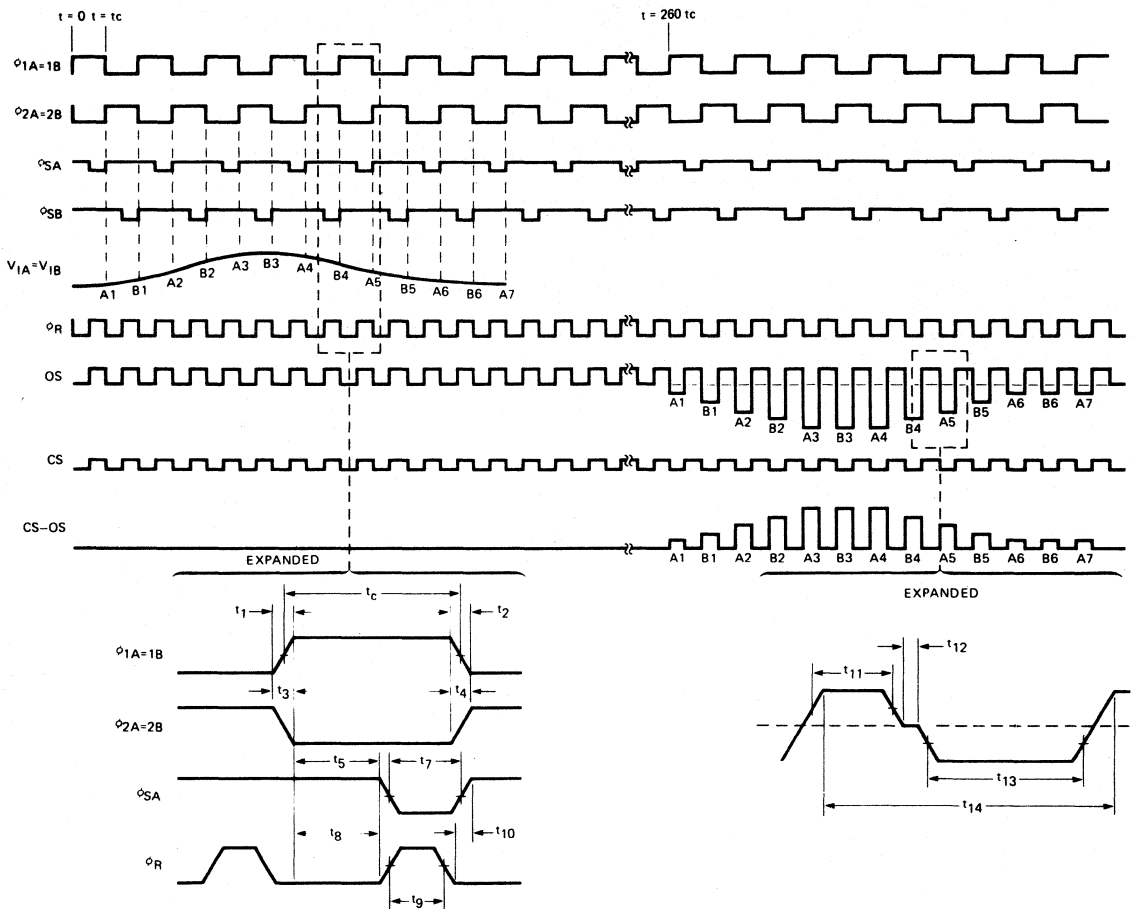 t = 0 t = tc
t = 260 tc
φ1A=1B
φ2A=2B
φSA
φSB
VIA=VIB
A1 B1 A2 B2 A3 B3 A4 B4 A5 B5 A6 B6 A7
φR
OS
A1 B1 A2 B2 A3 B3 A4 B4 A5 B5 A6 B6 A7
CS
CS–OS
A1 B1 A2 B2 A3 B3 A4 B4 A5 B5 A6 B6 A7
EXPANDED
EXPANDED
t1
tc
t2
φ1A=1B
t3
t4
φ2A=2B
t5
t7
φSA
t8
t10
φR
t9
t12
t11
t13
t14